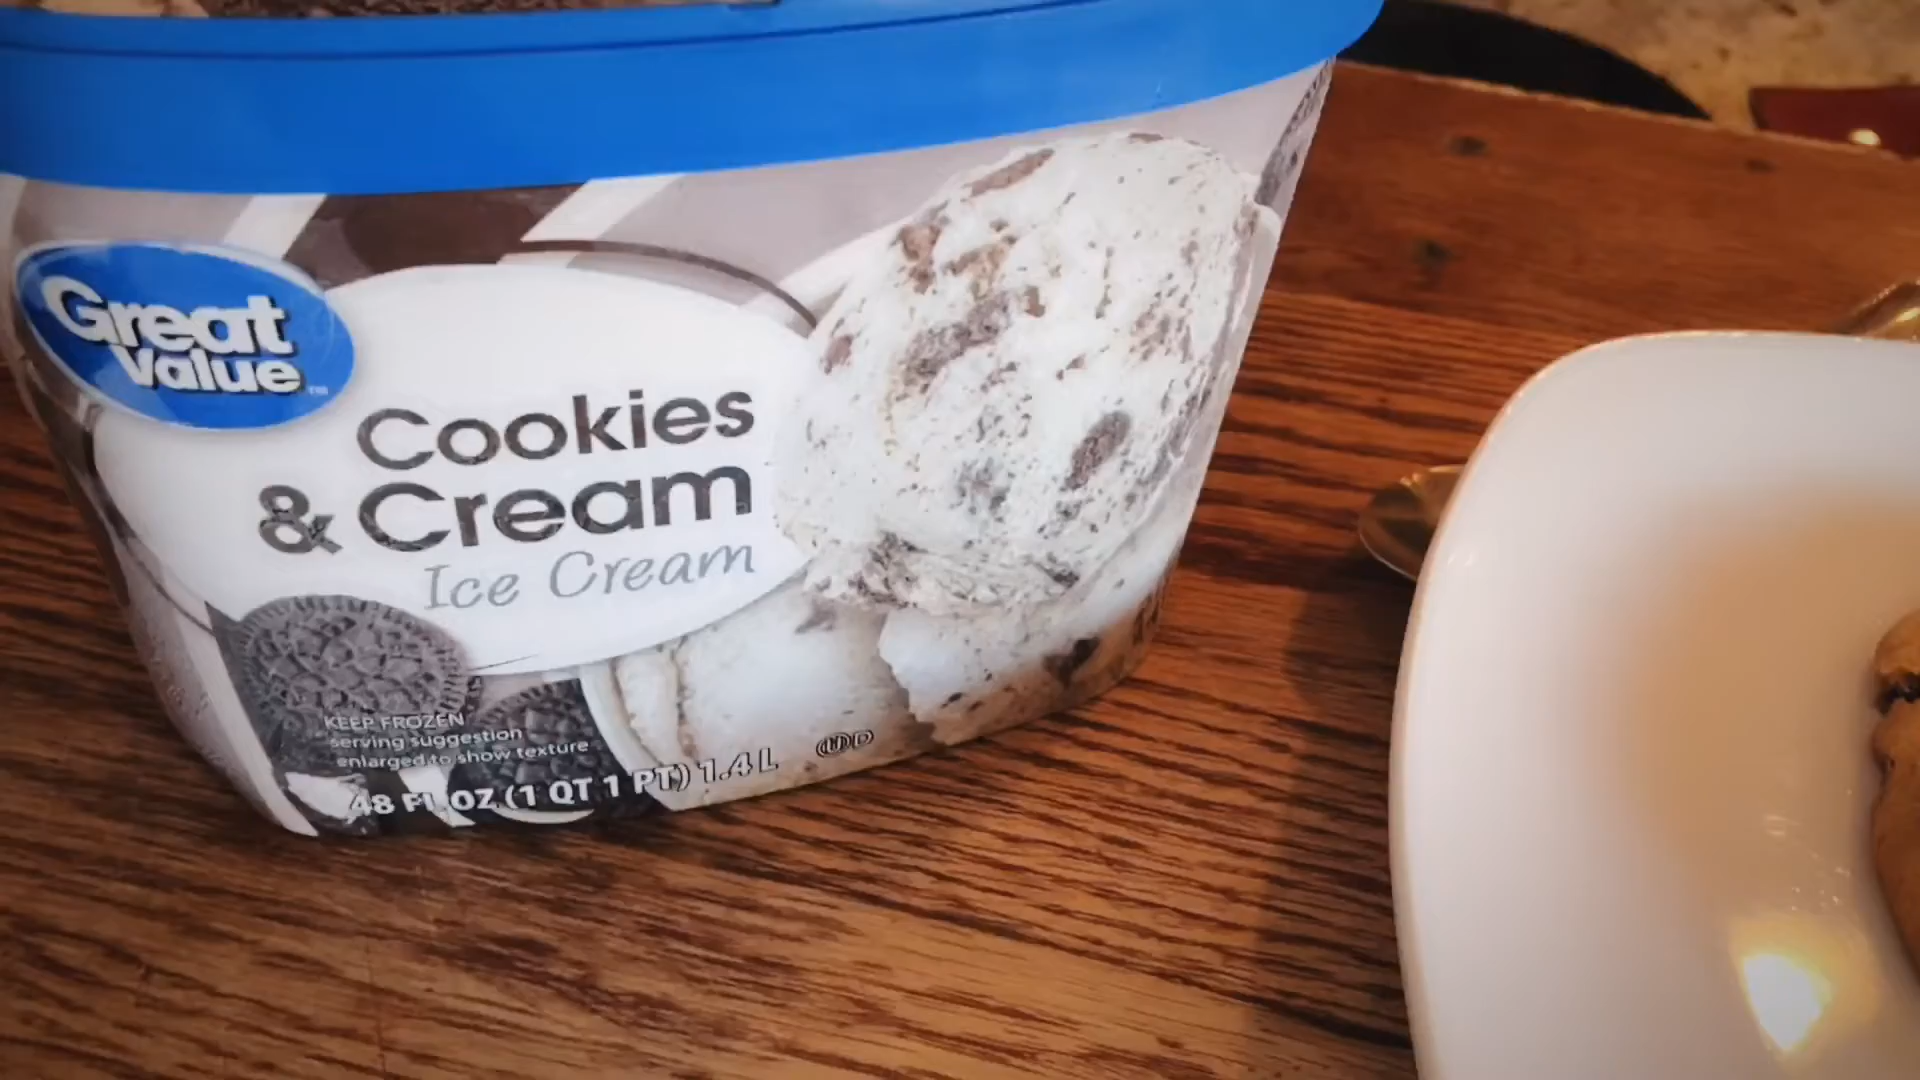 Great
Value
Cookies
& Cream
Ice Cream
KEEP FROZEN
serving suggestion
enlarged to show texture
48 FL OZ (1 QT 1 PT) 1.4 L
UD